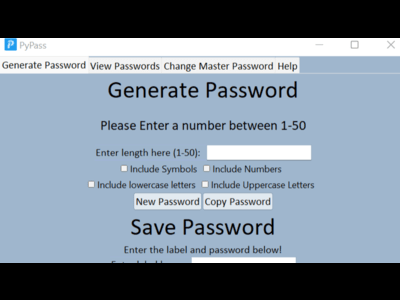 PyPass
Generate Password View Passwords Change Master Password Help
Generate Password
Please Enter a number between 1-50
Enter length here (1-50):
Include Symbols Include Numbers
Include lowercase letters Include Uppercase Letters
New Password Copy Password
Save Password
Enter the label and password below!